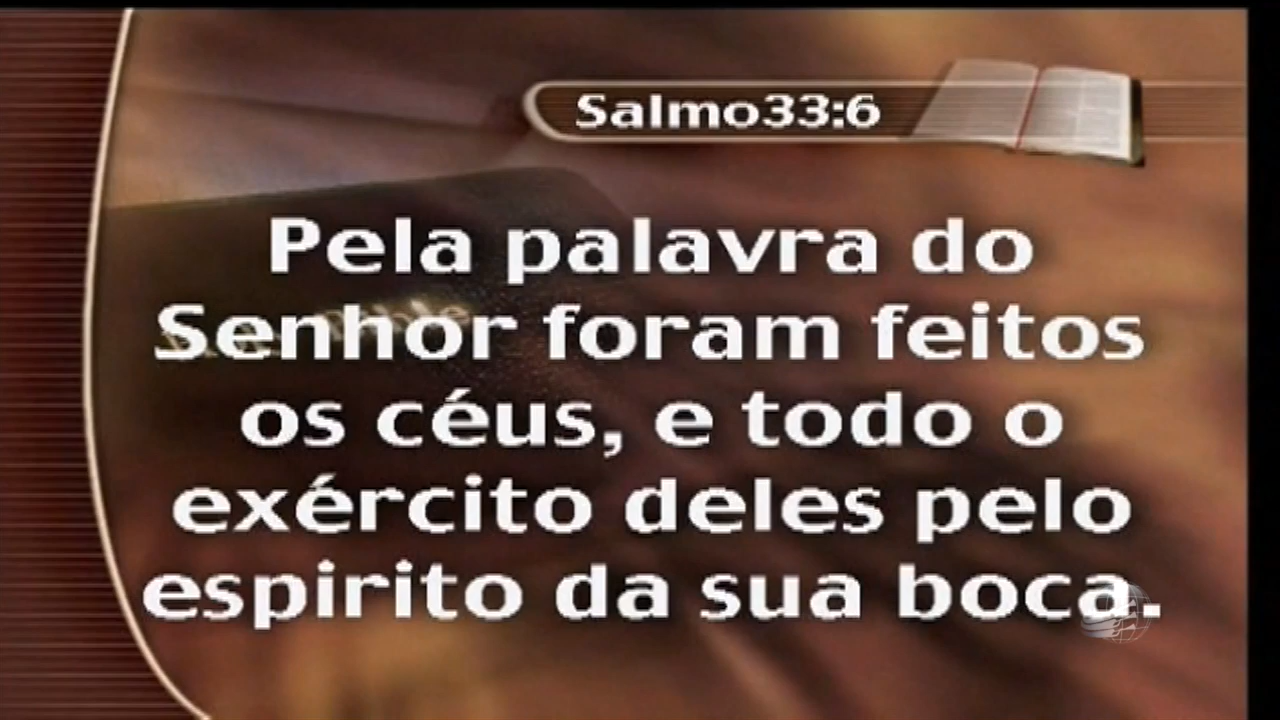 Salmo33:6
Pela palavra do
Senhor foram feitos
os céus, e todo o
exército deles pelo
espirito da sua boca.